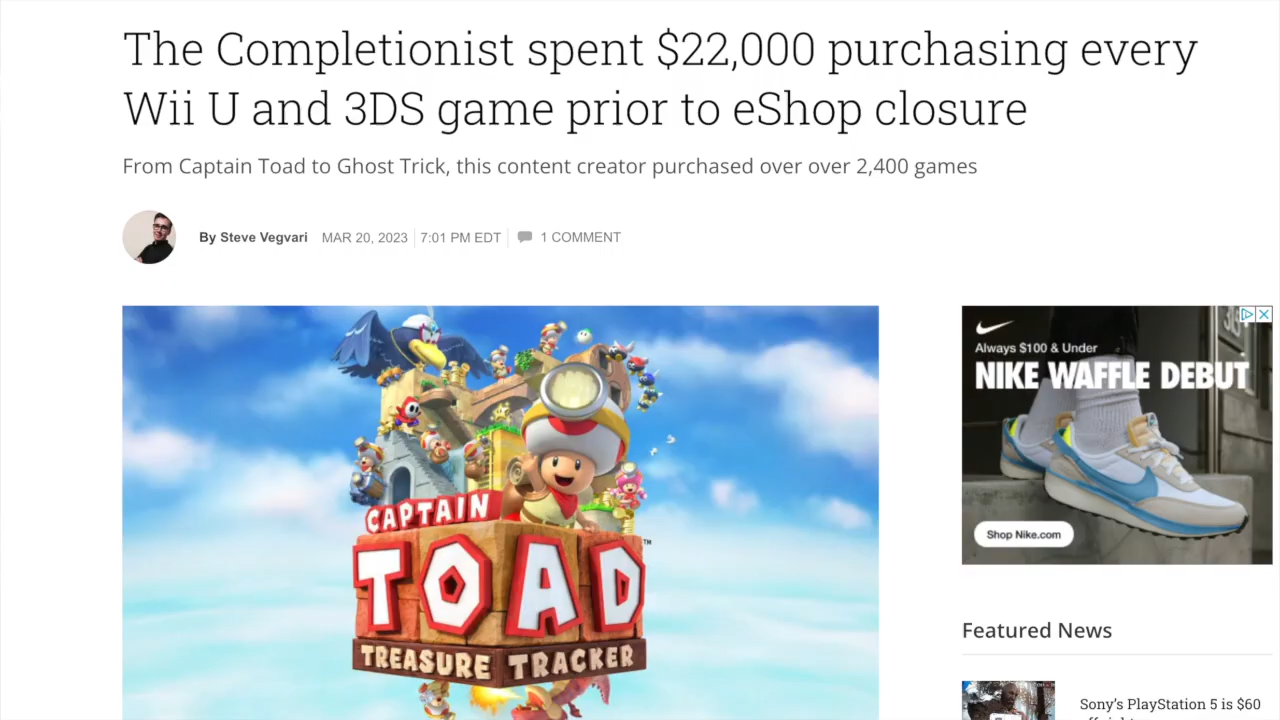 The Completionist spent $22,000 purchasing every
Wii U and 3DS game prior to eShop closure
From Captain Toad to Ghost Trick, this content creator purchased over over 2,400 games
By Steve Vegvari MAR 20, 2023 7:01 PM EDT 1 COMMENT
CAPTAIN
TOAD
™
TREASURE TRACKER
Always $100 & Under
NIKE WAFFLE DEBUT
Shop Nike.com
Featured News
Sony’s PlayStation 5 is $60